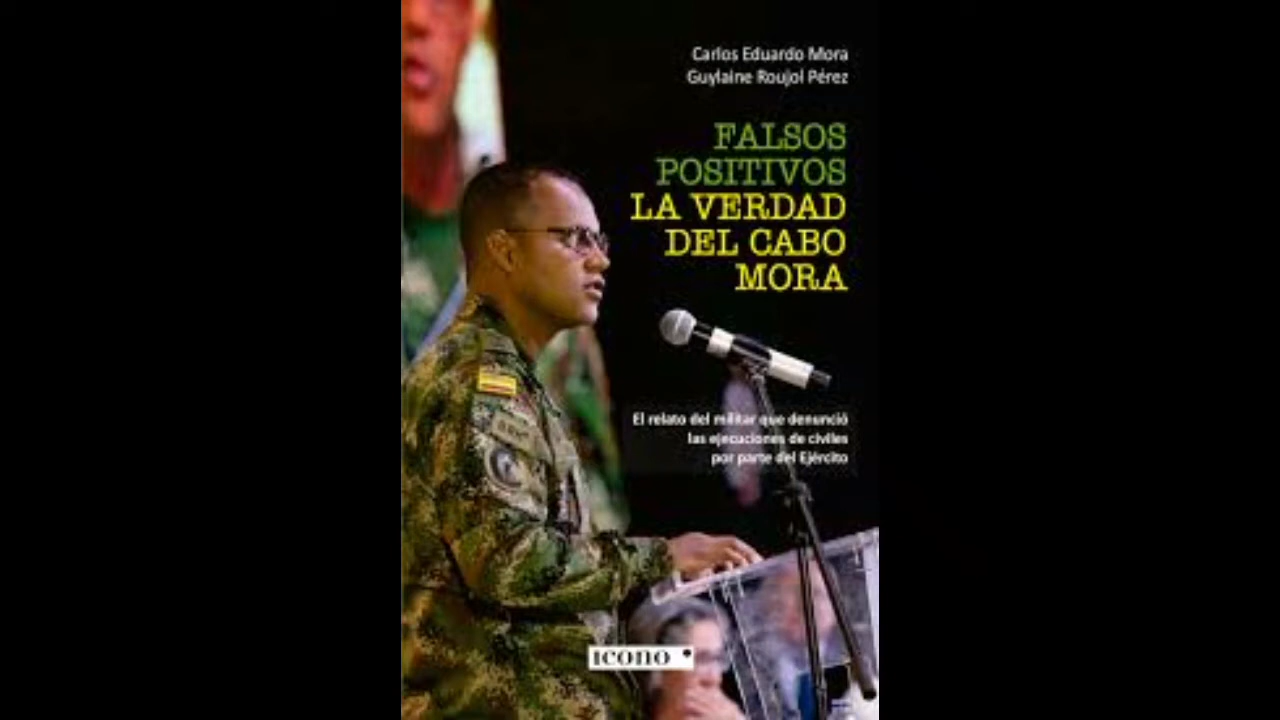 Carlos Eduardo Mora
Guylaine Roujol Pérez
FALSOS
POSITIVOS
LA VERDAD
DEL CABO
MORA
El relato del militar que denunció
las ejecuciones de civiles
por parte del Ejército
ICONO